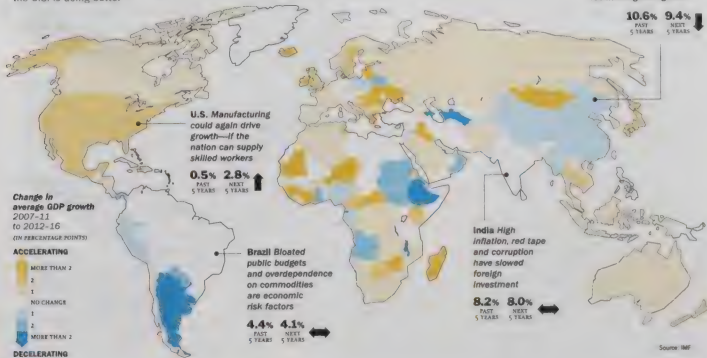 10.6% 9.4%
PAST NEXT
5 YEARS 5 YEARS
U.S. Manufacturing
could again drive
growth—if the
nation can supply
skilled workers
0.5% 2.8%
PAST NEXT
5 YEARS 5 YEARS
Change in
average GDP growth
2007–11
to 2012–16
(IN PERCENTAGE POINTS)
ACCELERATING
MORE THAN 2
2
1
NO CHANGE
1
2
MORE THAN 2
DECELERATING
Brazil Bloated
public budgets
and overdependence
on commodities
are economic
risk factors
4.4% 4.1%
PAST NEXT
5 YEARS 5 YEARS
India High
inflation, red tape
and corruption
have slowed
foreign
investment
8.2% 8.0%
PAST NEXT
5 YEARS 5 YEARS
Source: IMF